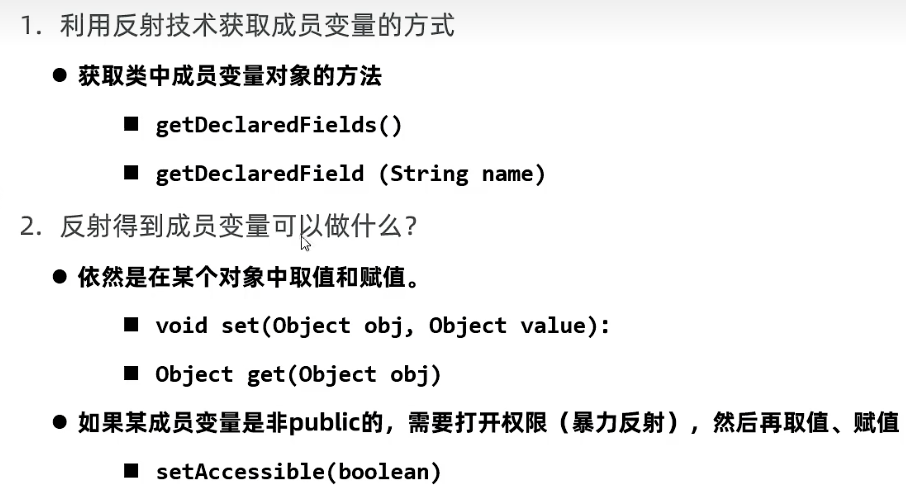 1. 利用反射技术获取成员变量的方式
● 获取类中成员变量对象的方法
■ getDeclaredFields()
■ getDeclaredField (String name)
2. 反射得到成员变量可以做什么?
● 依然是在某个对象中取值和赋值。
■ void set(Object obj, Object value):
■ Object get(Object obj)
● 如果某成员变量是非public的，需要打开权限（暴力反射），然后再取值、赋值
■ setAccessible(boolean)